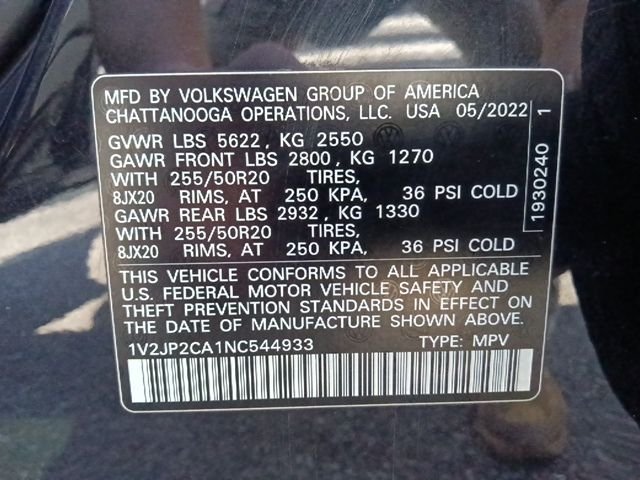 MFD BY VOLKSWAGEN GROUP OF AMERICA
CHATTANOOGA OPERATIONS, LLC. USA 05/2022
GVWR LBS 5622, KG 2550
GAWR FRONT LBS 2800, KG 1270
WITH 255/50R20 TIRES,
8JX20 RIMS, AT 250 KPA, 36 PSI COLD
GAWR REAR LBS 2932, KG 1330
WITH 255/50R20 TIRES,
8JX20 RIMS, AT 250 KPA, 36 PSI COLD
THIS VEHICLE CONFORMS TO ALL APPLICABLE
U.S. FEDERAL MOTOR VEHICLE SAFETY AND
THEFT PREVENTION STANDARDS IN EFFECT ON
THE DATE OF MANUFACTURE SHOWN ABOVE.
1V2JP2CA1NC544933 TYPE: MPV
1930240 1